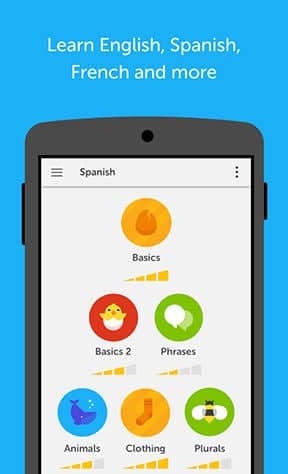 Learn English, Spanish,
French and more
Spanish
Basics
Basics 2
Phrases
Animals
Clothing
Plurals